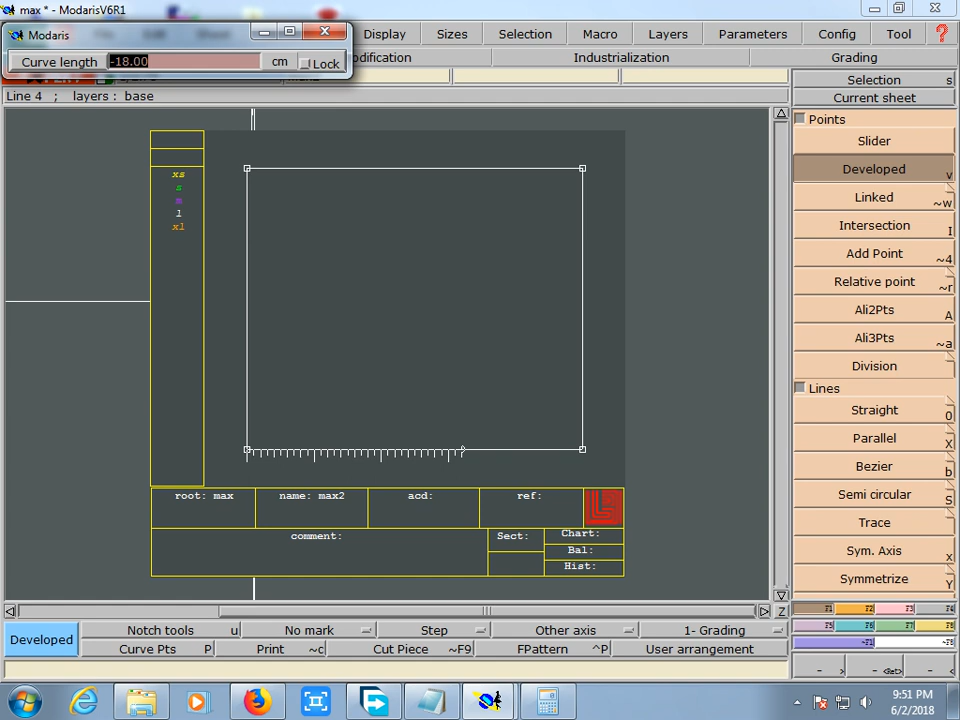 max * - ModarisV6R1
Modaris
Curve length -18.00 cm Lock
Display Sizes Selection Macro Layers Parameters Config Tool ?
odification Industrialization Grading
Line 4 ; layers : base
Selection s
Current sheet
Points
Slider
Developed v
Linked ~w
Intersection I
Add Point ~4
Relative point ~r
Ali2Pts A
Ali3Pts ~a
Division
Lines
Straight 0
Parallel X
Bezier b
Semi circular S
Trace
Sym. Axis x
Symmetrize Y
F1 F2 F3 F4
F5 F6 F7 F8
~F1 ~F8
- > - <Ret> - <
xs
s
m
l
xl
root: max name: max2 acd: ref:
comment: Sect: Chart:
Bal:
Hist:
Z
Developed
Notch tools u No mark Step Other axis 1- Grading
Curve Pts P Print ~c Cut Piece ~F9 FPattern ^P User arrangement
9:51 PM
6/2/2018